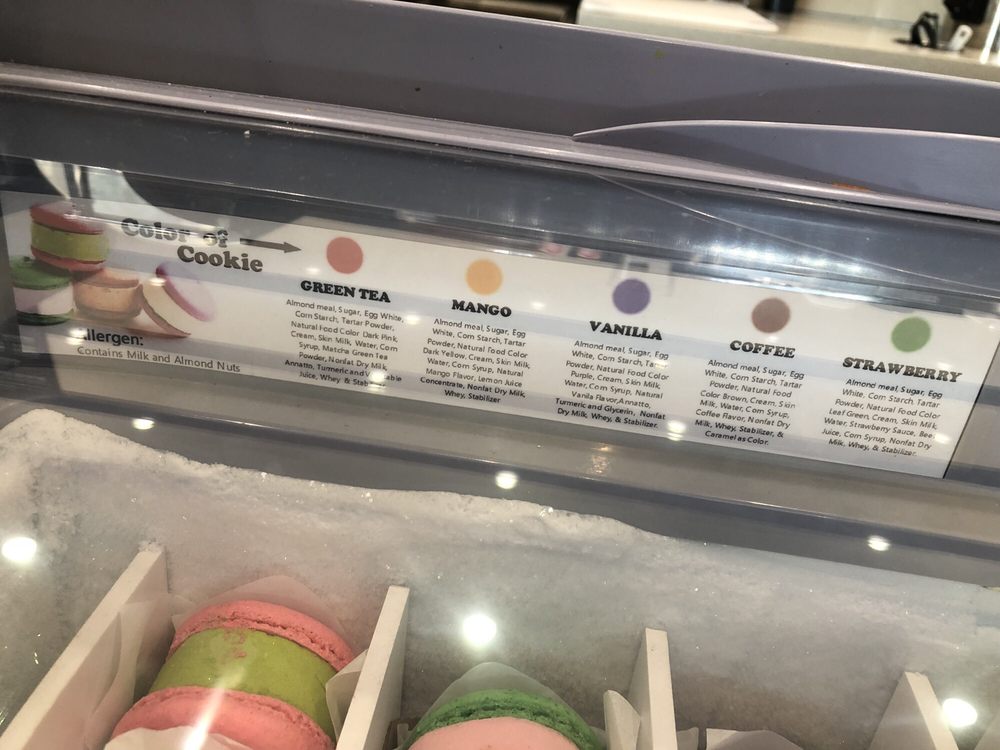 Color of
Cookie
Allergen:
Contains Milk and Almond Nuts
GREEN TEA
Almond meal, Sugar, Egg White,
Corn Starch, Tartar Powder,
Natural Food Color Dark Pink,
Cream, Skin Milk, Water, Corn
Syrup, Matcha Green Tea
Powder, Nonfat Dry Milk,
Annatto, Turmeric and
Juice, Whey & Stabilizer
MANGO
Almond meal, Sugar, Egg
White, Corn Starch, Tartar
Powder, Natural Food Color
Dark Yellow, Cream, Skin Milk,
Water, Corn Syrup, Natural
Mango Flavor, Lemon Juice
Concentrate, Nonfat Dry Milk,
Whey, Stabilizer
VANILLA
Almond meal, Sugar, Egg
White, Corn Starch, Tartar
Powder, Natural Food Color
Purple, Cream, Skin Milk,
Water, Corn Syrup, Natural
Vanila Flavor,Annatto,
Turmeric and Glycerin, Nonfat
Dry Milk, Whey, & Stabilizer.
COFFEE
Almond meal, Sugar, Egg
White, Corn Starch, Tartar
Powder, Natural Food
Color Brown, Cream, Skin
Milk, Water, Corn Syrup,
Coffee Flavor, Nonfat Dry
Milk, Whey, Stabilizer, &
Caramel as Color.
STRAWBERRY
Almond meal, Sugar, Egg
White, Corn Starch, Tartar
Powder, Natural Food Color
Leaf Green, Cream, Skin Milk,
Water, Strawberry Sauce, Beet
Juice, Corn Syrup, Nonfat Dry
Milk, Whey, & Stabilizer.